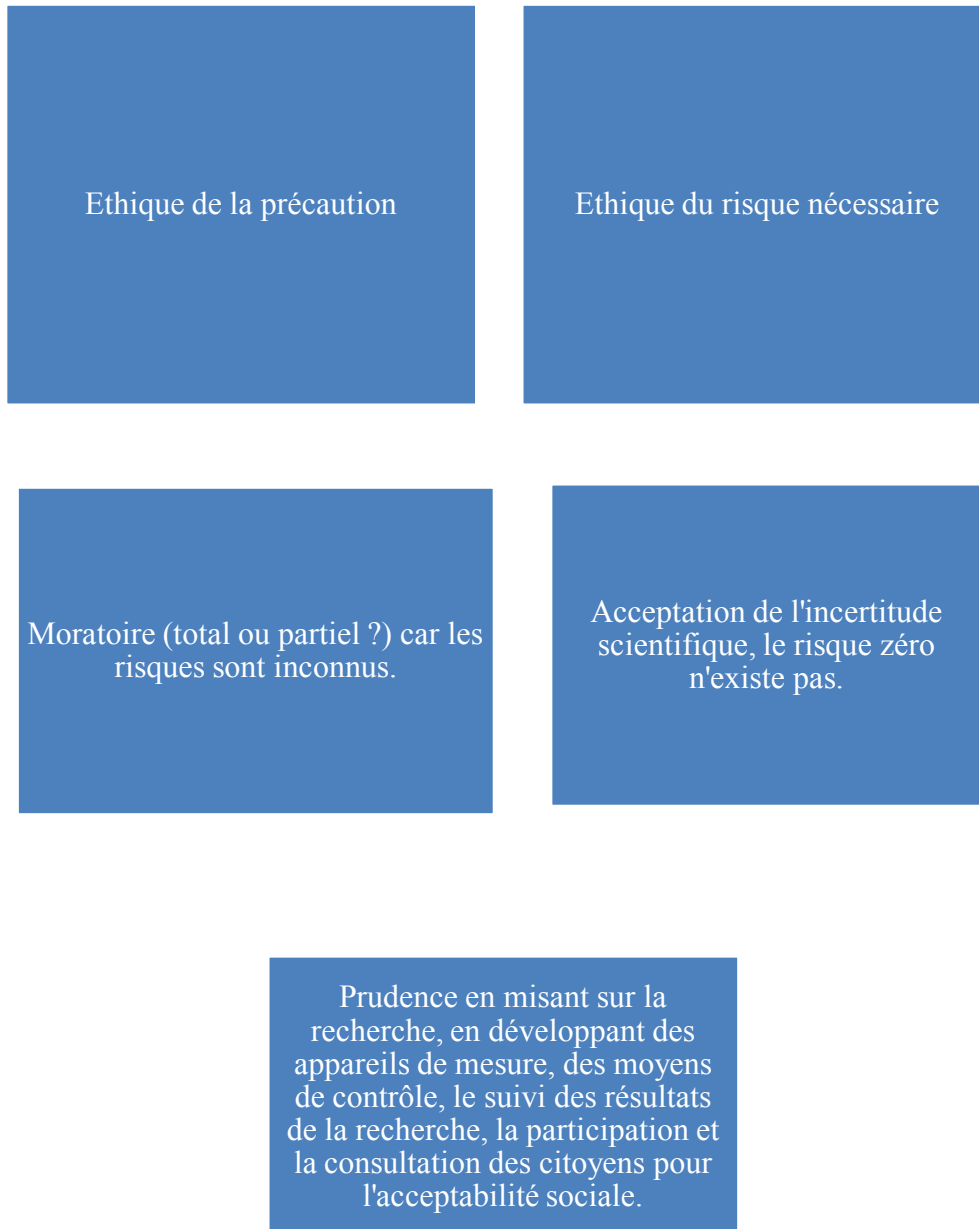 Ethique de la précaution
Ethique du risque nécessaire
Moratoire (total ou partiel ?) car les
risques sont inconnus.
Acceptation de l'incertitude
scientifique, le risque zéro
n'existe pas.
Prudence en misant sur la
recherche, en développant des
appareils de mesure, des moyens
de contrôle, le suivi des résultats
de la recherche, la participation et
la consultation des citoyens pour
l'acceptabilité sociale.